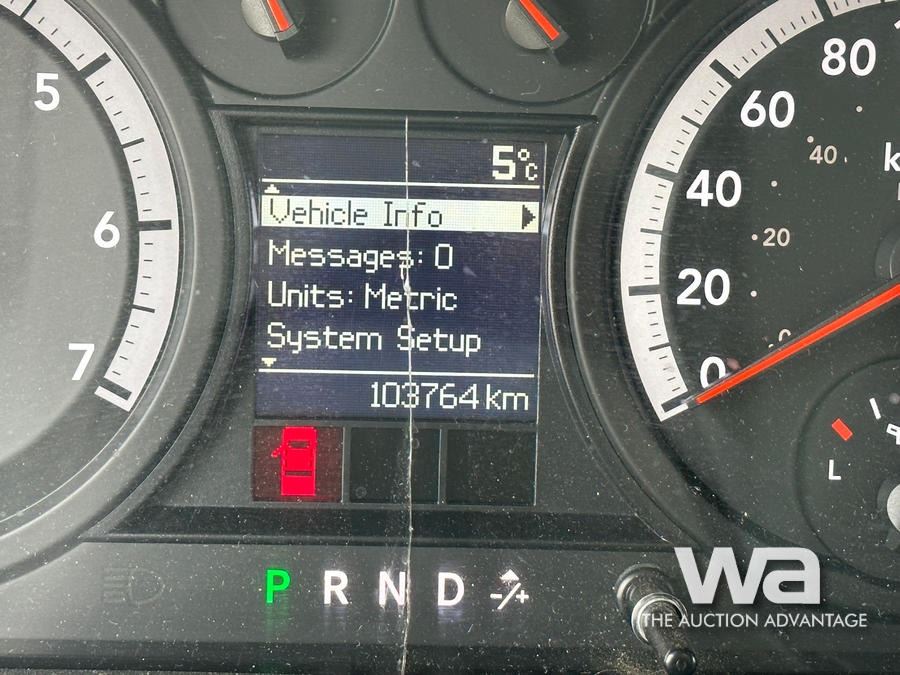 5
6
7
5°C
Vehicle Info
Messages: 0
Units: Metric
System Setup
103764 km
80
60
40
40
20
20
0
0
L
P R N D -/+
wa
THE AUCTION ADVANTAGE